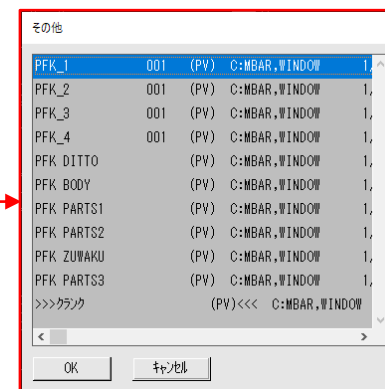 その他
PFK_1 001 (PV) C:MBAR,WINDOW 1,
PFK_2 001 (PV) C:MBAR,WINDOW 1,
PFK_3 001 (PV) C:MBAR,WINDOW 1,
PFK_4 001 (PV) C:MBAR,WINDOW 1,
PFK DITTO (PV) C:MBAR,WINDOW 1,
PFK BODY (PV) C:MBAR,WINDOW 1,
PFK PARTS1 (PV) C:MBAR,WINDOW 1,
PFK PARTS2 (PV) C:MBAR,WINDOW 1,
PFK ZUWAKU (PV) C:MBAR,WINDOW 1,
PFK PARTS3 (PV) C:MBAR,WINDOW 1,
>>>クランク (PV)<<< C:MBAR,WINDOW
OK キャンセル